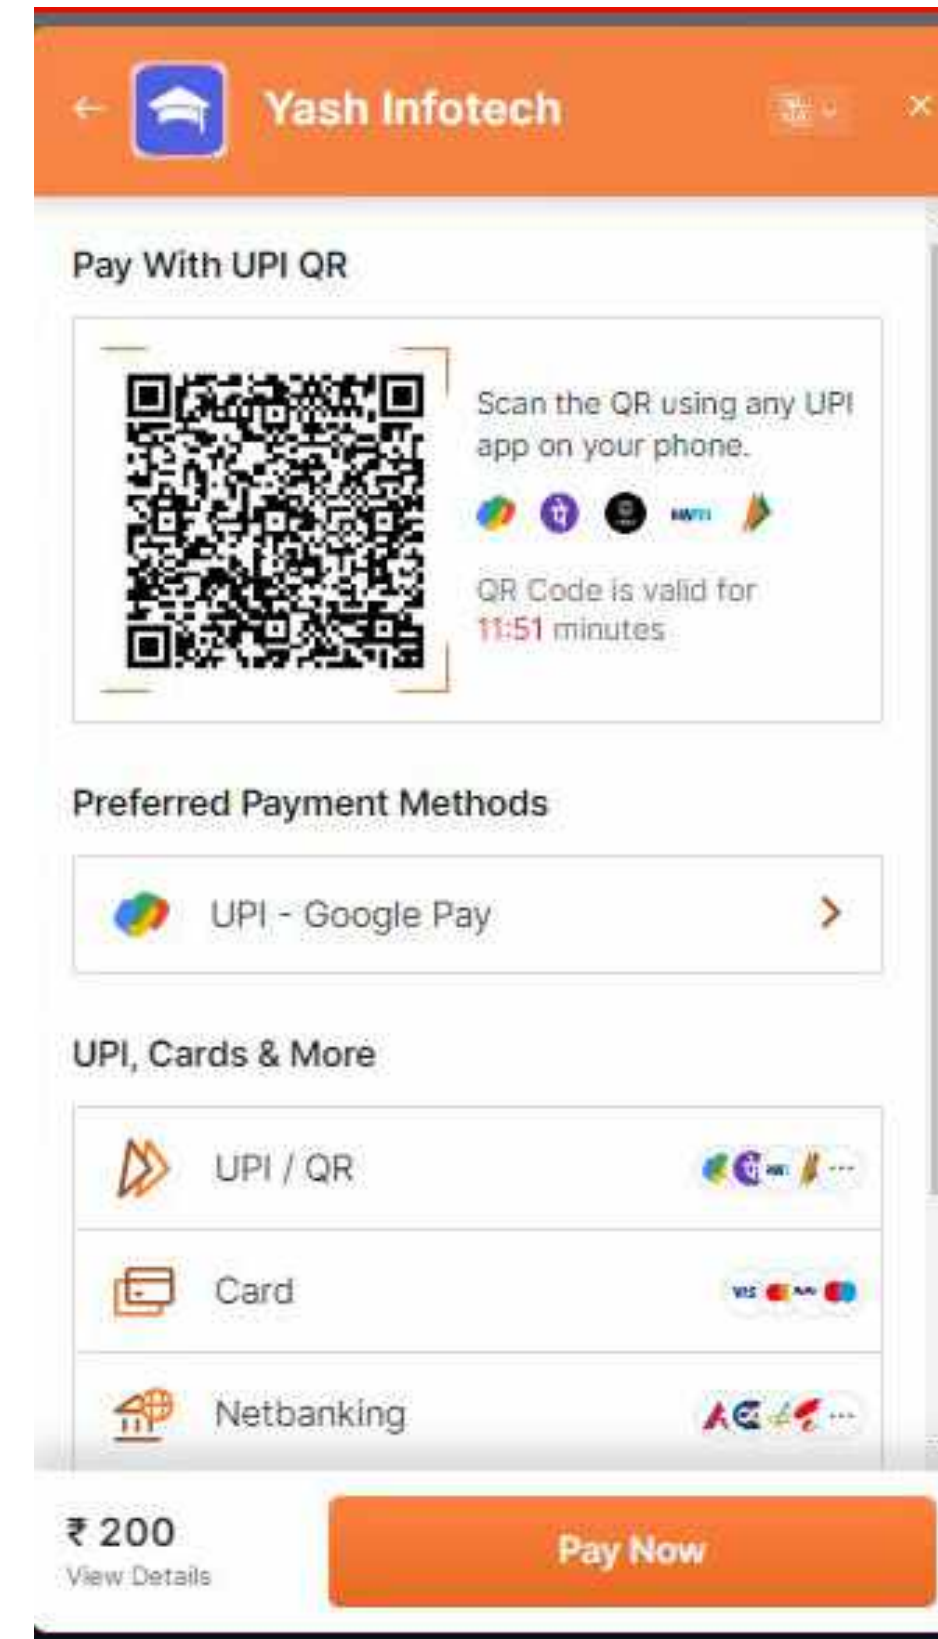 Yash Infotech
Pay With UPI QR
Scan the QR using any UPI
app on your phone.
QR Code is valid for
11:51 minutes
Preferred Payment Methods
UPI - Google Pay
UPI, Cards & More
UPI / QR
Card
Netbanking
₹ 200
View Details
Pay Now